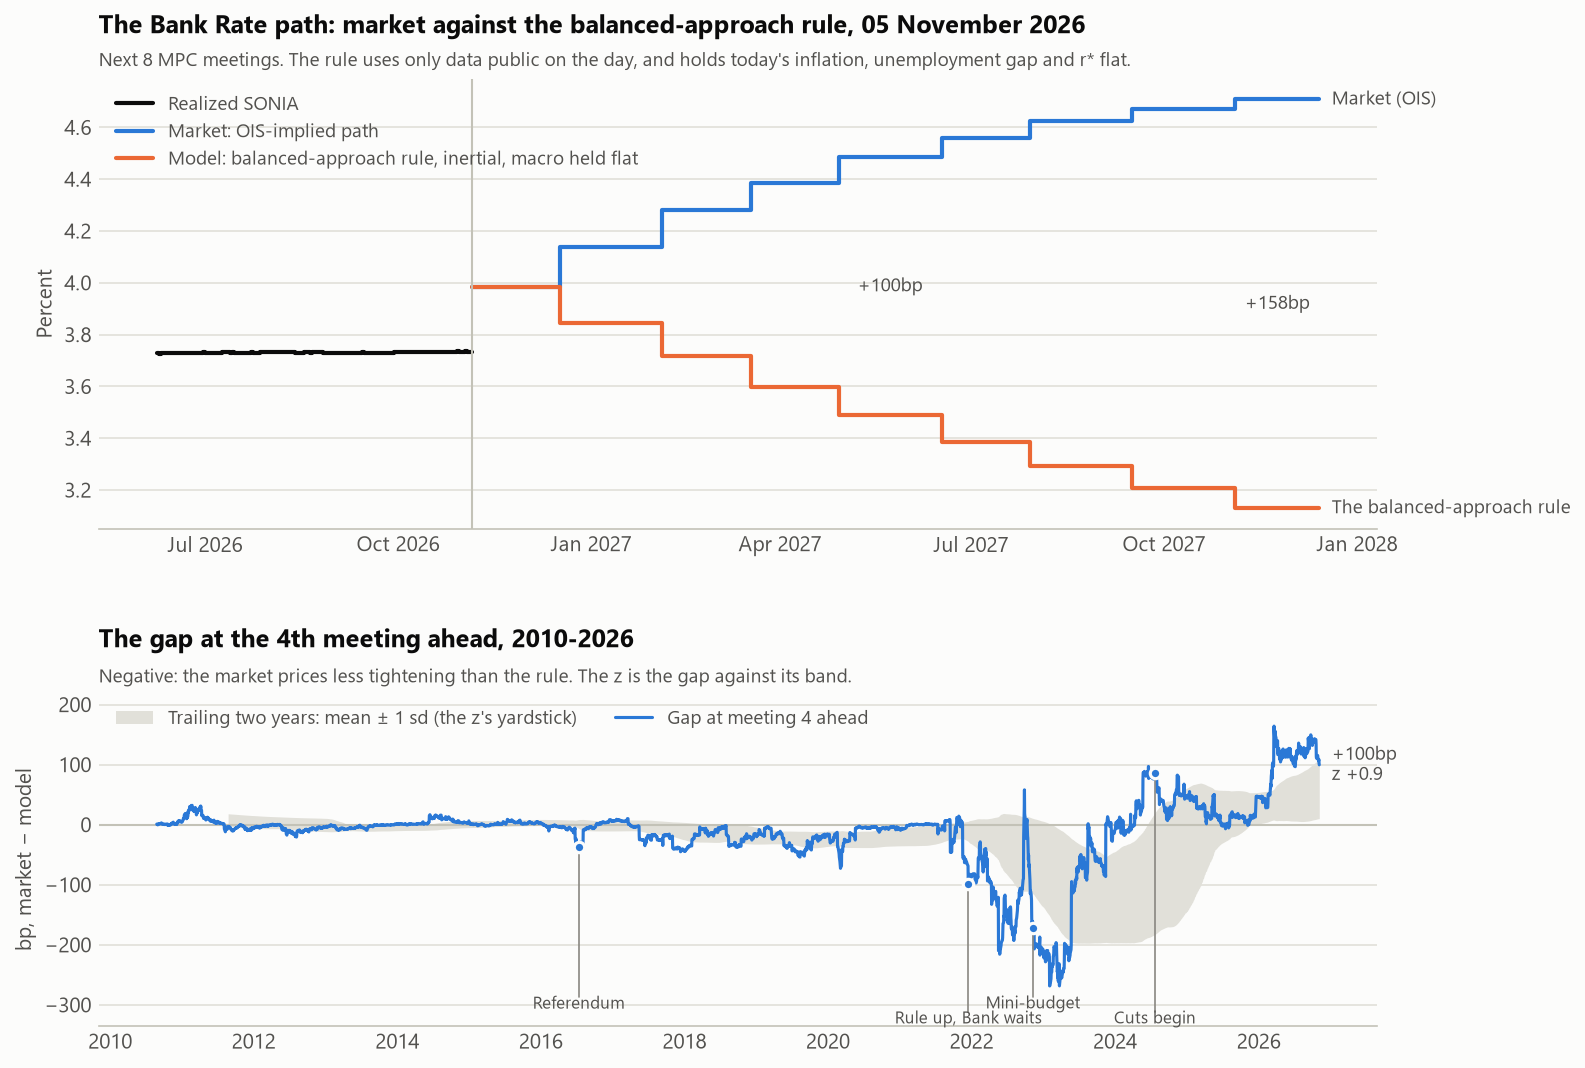 The Bank Rate path: market against the balanced-approach rule, 05 November 2026
Next 8 MPC meetings. The rule uses only data public on the day, and holds today's inflation, unemployment gap and r* flat.
Realized SONIA
Market: OIS-implied path
Model: balanced-approach rule, inertial, macro held flat
Market (OIS)
4.6
4.4
4.2
4.0
3.8
3.6
3.4
3.2
Percent
+100bp
+158bp
The balanced-approach rule
Jul 2026
Oct 2026
Jan 2027
Apr 2027
Jul 2027
Oct 2027
Jan 2028
The gap at the 4th meeting ahead, 2010-2026
Negative: the market prices less tightening than the rule. The z is the gap against its band.
Trailing two years: mean ± 1 sd (the z's yardstick)
Gap at meeting 4 ahead
200
100
0
−100
−200
−300
bp, market − model
+100bp
z +0.9
Referendum
Mini-budget
Rule up, Bank waits
Cuts begin
2010
2012
2014
2016
2018
2020
2022
2024
2026